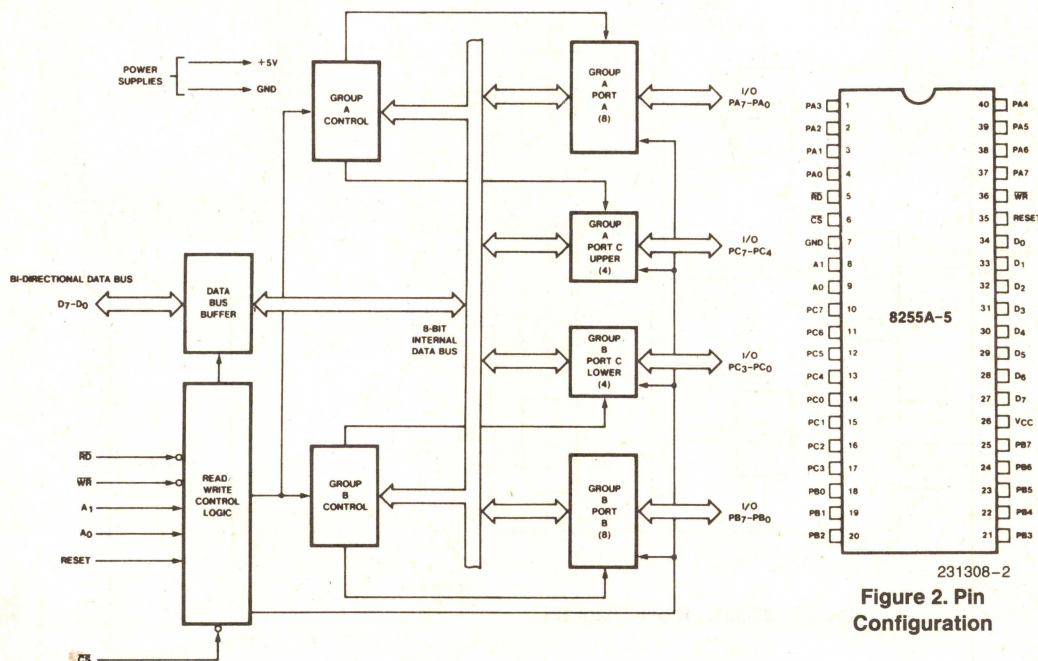 POWER
SUPPLIES
+5V
GND
GROUP
A
CONTROL
GROUP
A
PORT
A
(8)
I/O
PA7-PA0
GROUP
A
PORT C
UPPER
(4)
I/O
PC7-PC4
BI-DIRECTIONAL DATA BUS
D7-D0
DATA
BUS
BUFFER
8-BIT
INTERNAL
DATA BUS
GROUP
B
PORT C
LOWER
(4)
I/O
PC3-PC0
RD
WR
A1
A0
RESET
CS
READ/
WRITE
CONTROL
LOGIC
GROUP
B
CONTROL
GROUP
B
PORT
B
(8)
I/O
PB7-PB0
PA3 1 40 PA4
PA2 2 39 PA5
PA1 3 38 PA6
PA0 4 37 PA7
RD 5 36 WR
CS 6 35 RESET
GND 7 34 D0
A1 8 33 D1
A0 9 32 D2
PC7 10 31 D3
8255A-5
PC6 11 30 D4
PC5 12 29 D5
PC4 13 28 D6
PC0 14 27 D7
PC1 15 26 VCC
PC2 16 25 PB7
PC3 17 24 PB6
PB0 18 23 PB5
PB1 19 22 PB4
PB2 20 21 PB3
231308-2
Figure 2. Pin
Configuration